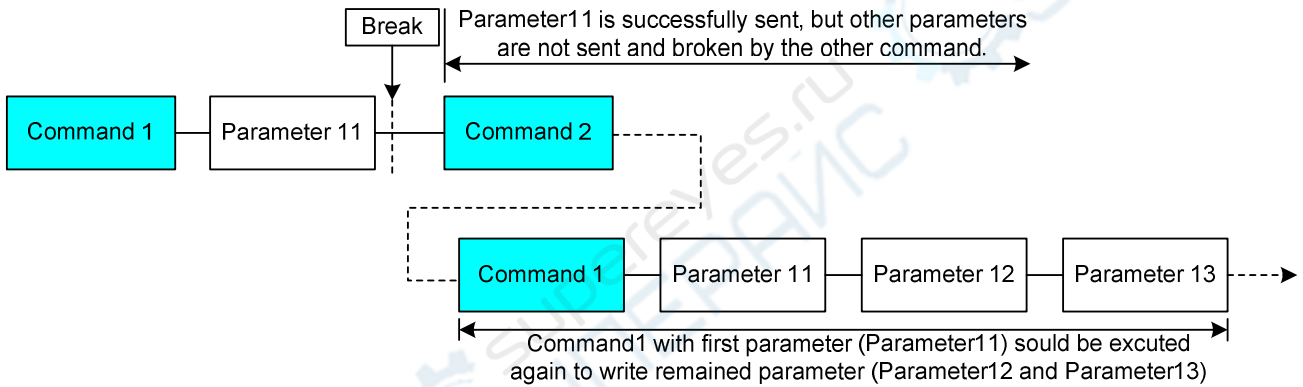 Break
Parameter11 is successfully sent, but other parameters
are not sent and broken by the other command.
Command 1
Parameter 11
Command 2
Command 1
Parameter 11
Parameter 12
Parameter 13
Command1 with first parameter (Parameter11) sould be excuted
again to write remained parameter (Parameter12 and Parameter13)
supereyes.ru